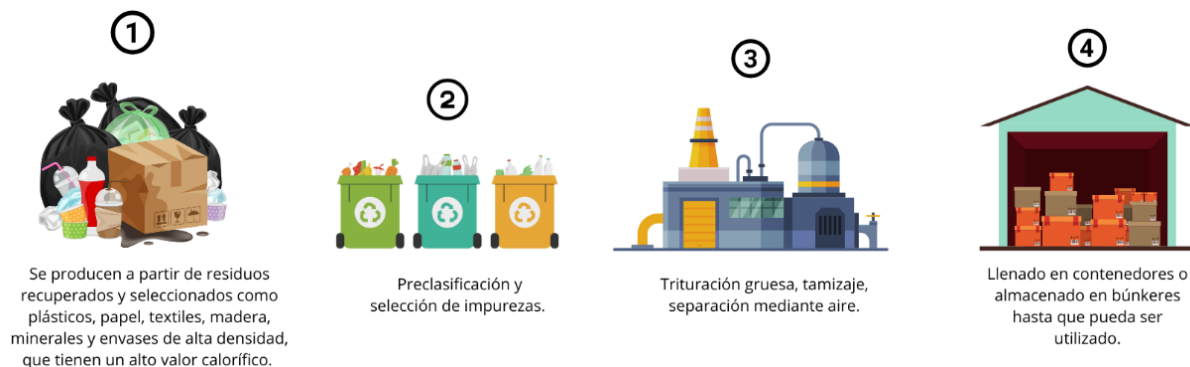 1
Se producen a partir de residuos
recuperados y seleccionados como
plásticos, papel, textiles, madera,
minerales y envases de alta densidad,
que tienen un alto valor calorífico.
2
Preclasificación y
selección de impurezas.
3
Trituración gruesa, tamizaje,
separación mediante aire.
4
Llenado en contenedores o
almacenado en búnkeres
hasta que pueda ser
utilizado.